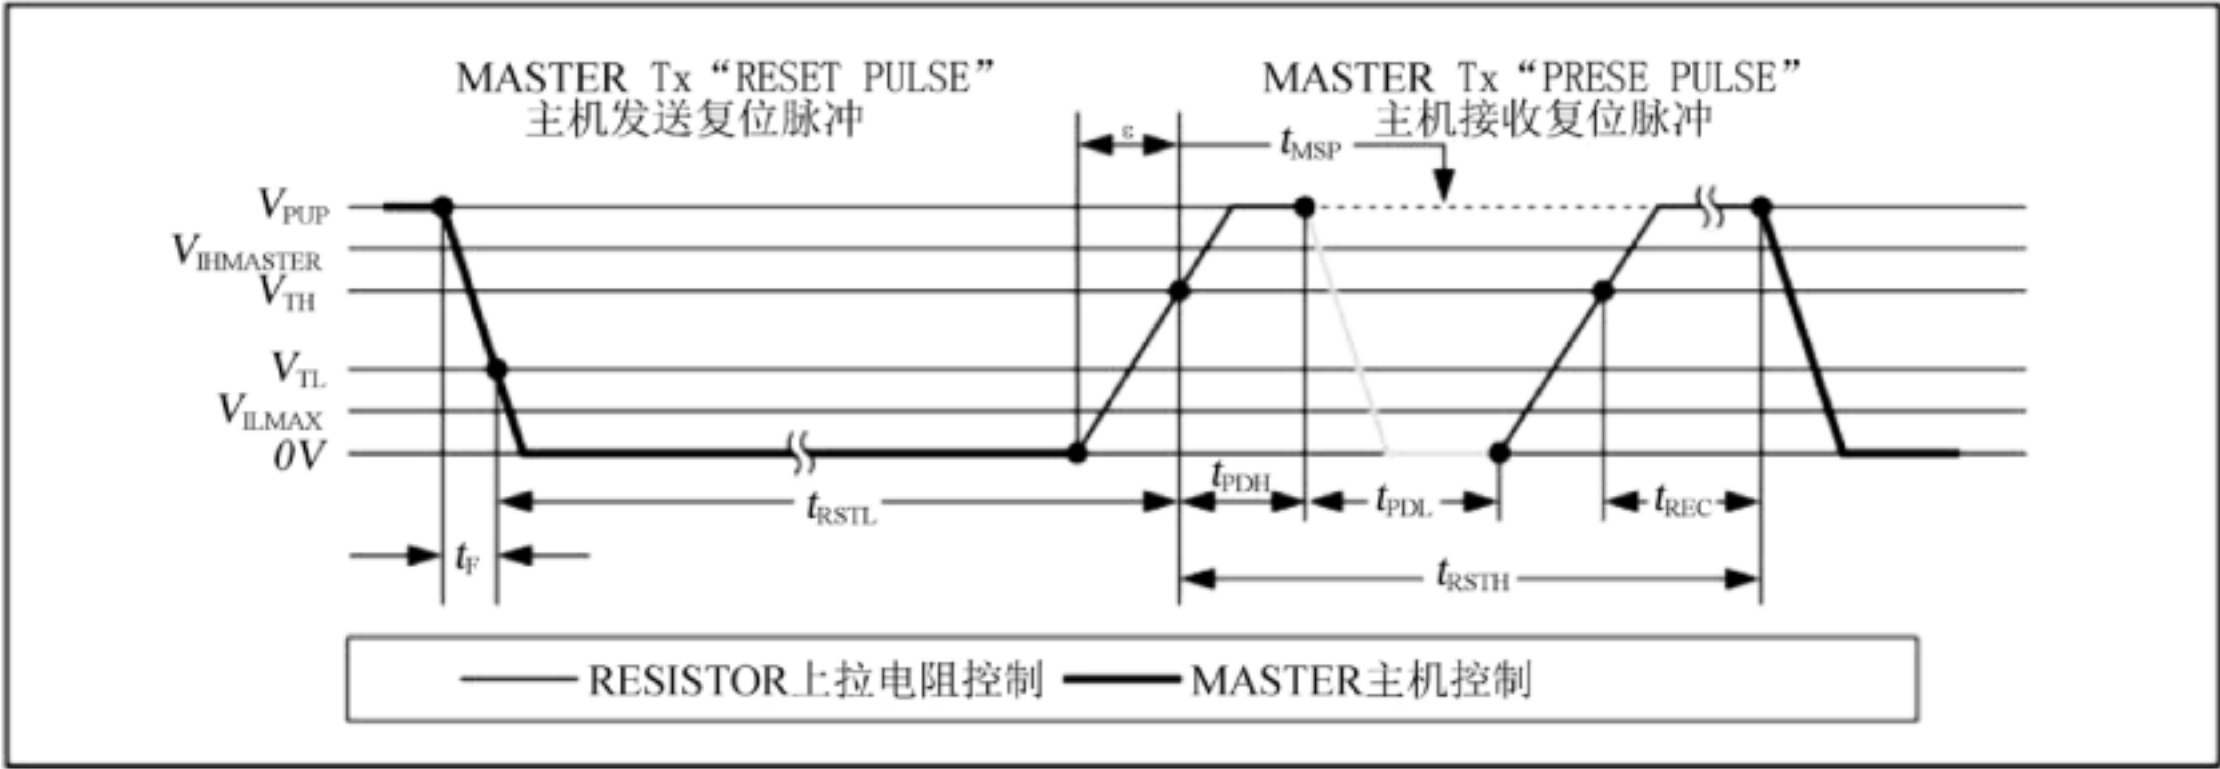 MASTER Tx “RESET PULSE”
主机发送复位脉冲
MASTER Tx “PRESE PULSE”
主机接收复位脉冲
ε
tMSP
VPUP
VIHMASTER
VTH
VTL
VILMAX
0V
tPDH
tRSTL
tPDL
tREC
tF
tRSTH
RESISTOR上拉电阻控制 MASTER主机控制